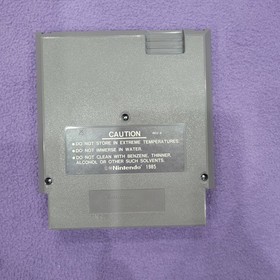 CAUTION
•DO NOT STORE IN EXTREME TEMPERATURES.
•DO NOT IMMERSE IN WATER.
•DO NOT CLEAN WITH BENZENE, THINNER,
ALCOHOL OR OTHER SUCH SOLVENTS.
©Nintendo 1985